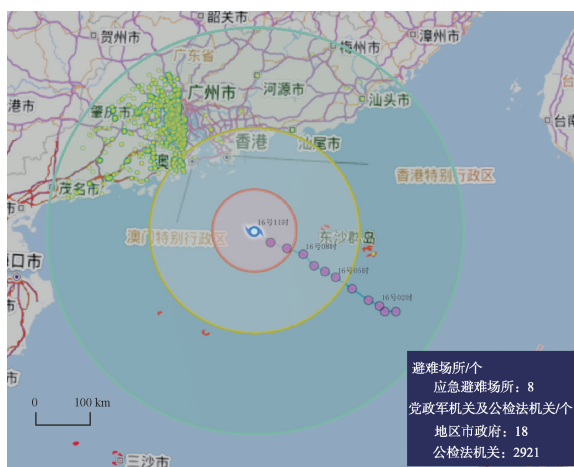 韶关市
贺州市
漳州市
广东省
梅州市
台
河源市
广州市
港市
肇庆市
汕头市
台南
香港
汕尾市
澳
香港特别行政区
茂名市
16号11时
澳门特别行政区
东沙群岛
16号08时
口市
16号05时
16号02时
避难场所/个
应急避难场所：8
市
党政军机关及公检法机关/个
0 100 km
地区市政府：18
公检法机关：2921
三沙市